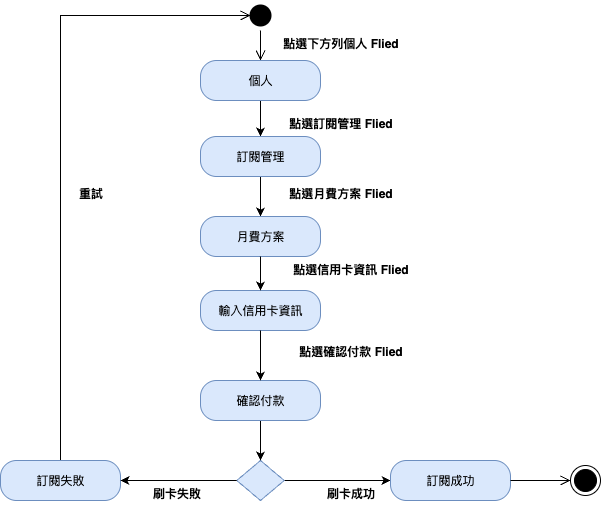 點選下方列個人 Flied
個人
點選訂閱管理 Flied
訂閱管理
重試
點選月費方案 Flied
月費方案
點選信用卡資訊 Flied
輸入信用卡資訊
點選確認付款 Flied
確認付款
訂閱失敗
刷卡失敗
刷卡成功
訂閱成功